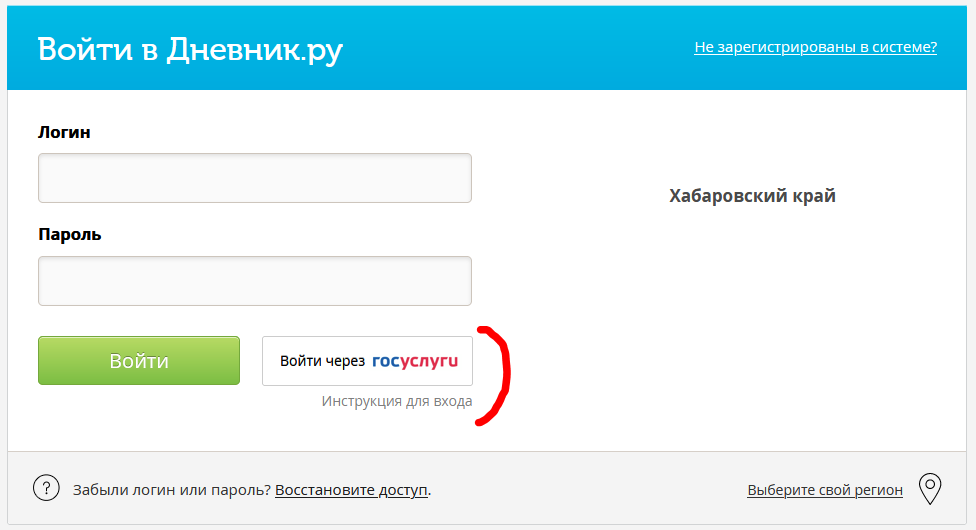 Войти в Дневник.ру
Не зарегистрированы в системе?
Логин
Хабаровский край
Пароль
Войти
Войти через госуслуги
Инструкция для входа
? Забыли логин или пароль? Восстановите доступ.
Выберите свой регион